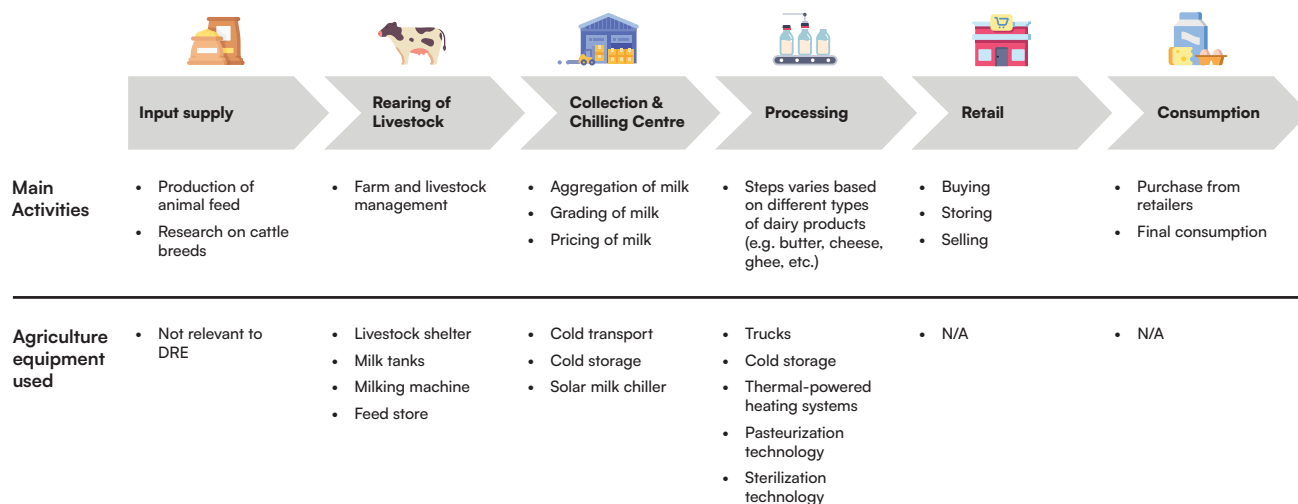 Input supply
Rearing of
Livestock
Collection &
Chilling Centre
Processing
Retail
Consumption
Main
Activities
• Production of
animal feed
• Research on cattle
breeds
• Farm and livestock
management
• Aggregation of milk
• Grading of milk
• Pricing of milk
• Steps varies based
on different types
of dairy products
(e.g. butter, cheese,
ghee, etc.)
• Buying
• Storing
• Selling
• Purchase from
retailers
• Final consumption
Agriculture
equipment
used
• Not relevant to
DRE
• Livestock shelter
• Milk tanks
• Milking machine
• Feed store
• Cold transport
• Cold storage
• Solar milk chiller
• Trucks
• Cold storage
• Thermal-powered
heating systems
• Pasteurization
technology
• Sterilization
technology
• N/A
• N/A